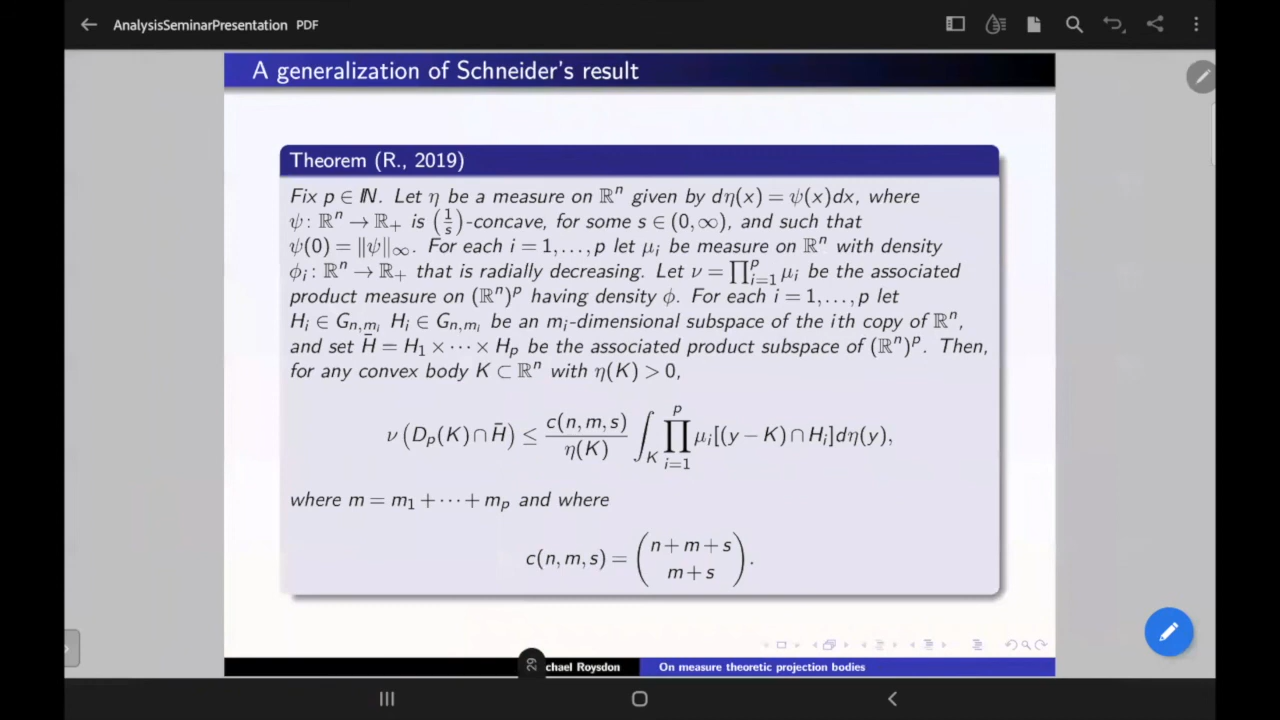 AnalysisSeminarPresentation PDF
A generalization of Schneider's result
Theorem (R., 2019)
Fix p ∈ ℕ. Let η be a measure on ℝⁿ given by dη(x) = ψ(x)dx, where
ψ: ℝⁿ → ℝ₊ is (1/s)-concave, for some s ∈ (0,∞), and such that
ψ(0) = ‖ψ‖∞. For each i = 1,...,p let μᵢ be measure on ℝⁿ with density
ϕᵢ: ℝⁿ → ℝ₊ that is radially decreasing. Let ν = ∏ᵢ₌₁ᵖ μᵢ be the associated
product measure on (ℝⁿ)ᵖ having density ϕ. For each i = 1,...,p let
Hᵢ ∈ G_{n,mᵢ} Hᵢ ∈ G_{n,mᵢ} be an mᵢ-dimensional subspace of the ith copy of ℝⁿ,
and set H̄ = H₁ × ··· × Hₚ be the associated product subspace of (ℝⁿ)ᵖ. Then,
for any convex body K ⊂ ℝⁿ with η(K) > 0,
ν(Dₚ(K) ∩ H̄) ≤ c(n,m,s)/η(K) ∫_K ∏ᵢ₌₁ᵖ μᵢ[(y − K) ∩ Hᵢ]dη(y),
where m = m₁ + ··· + mₚ and where
c(n,m,s) = (n+m+s m+s).
29 chael Roysdon On measure theoretic projection bodies